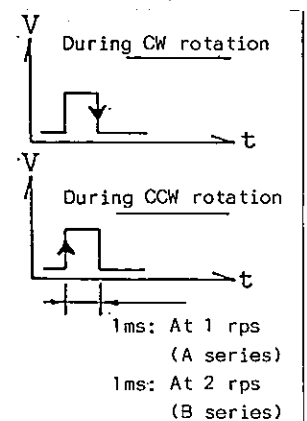 V
During CW rotation
t
V
During CCW rotation
t
1ms: At 1 rps
(A series)
1ms: At 2 rps
(B series)